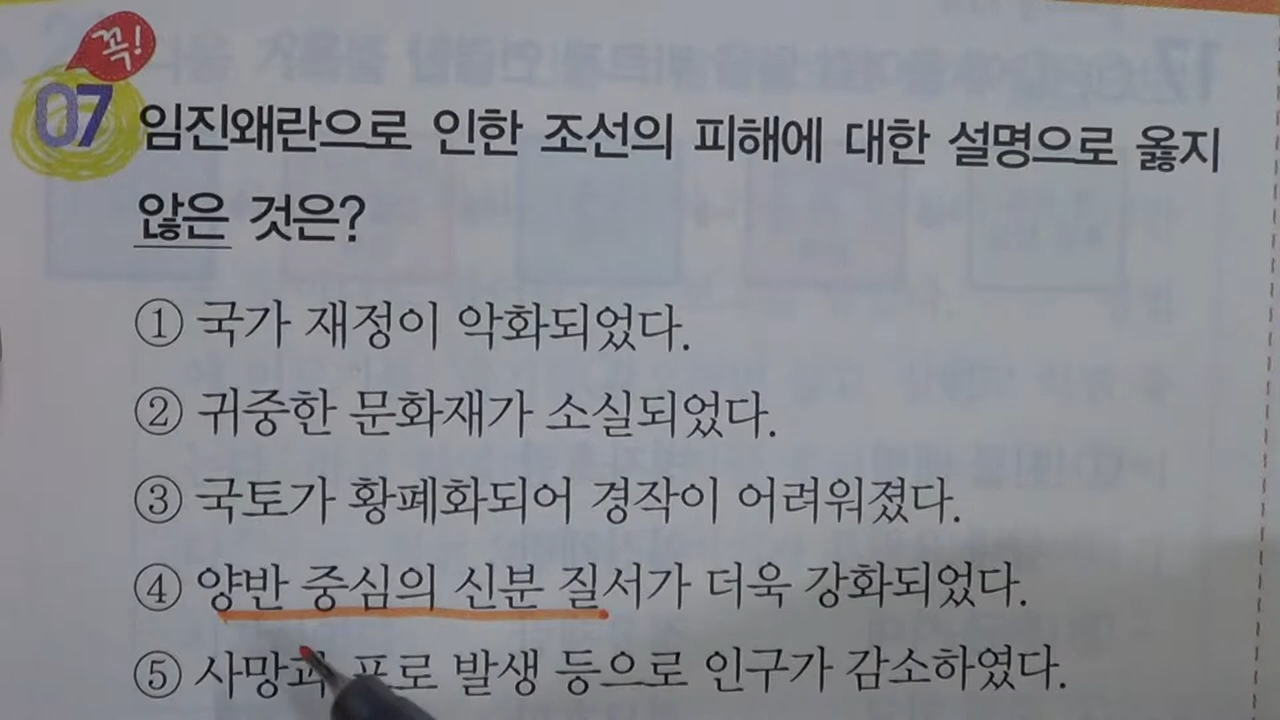 꼭!
07 임진왜란으로 인한 조선의 피해에 대한 설명으로 옳지
않은 것은?
① 국가 재정이 악화되었다.
② 귀중한 문화재가 소실되었다.
③ 국토가 황폐화되어 경작이 어려워졌다.
④ 양반 중심의 신분 질서가 더욱 강화되었다.
⑤ 사망과 포로 발생 등으로 인구가 감소하였다.